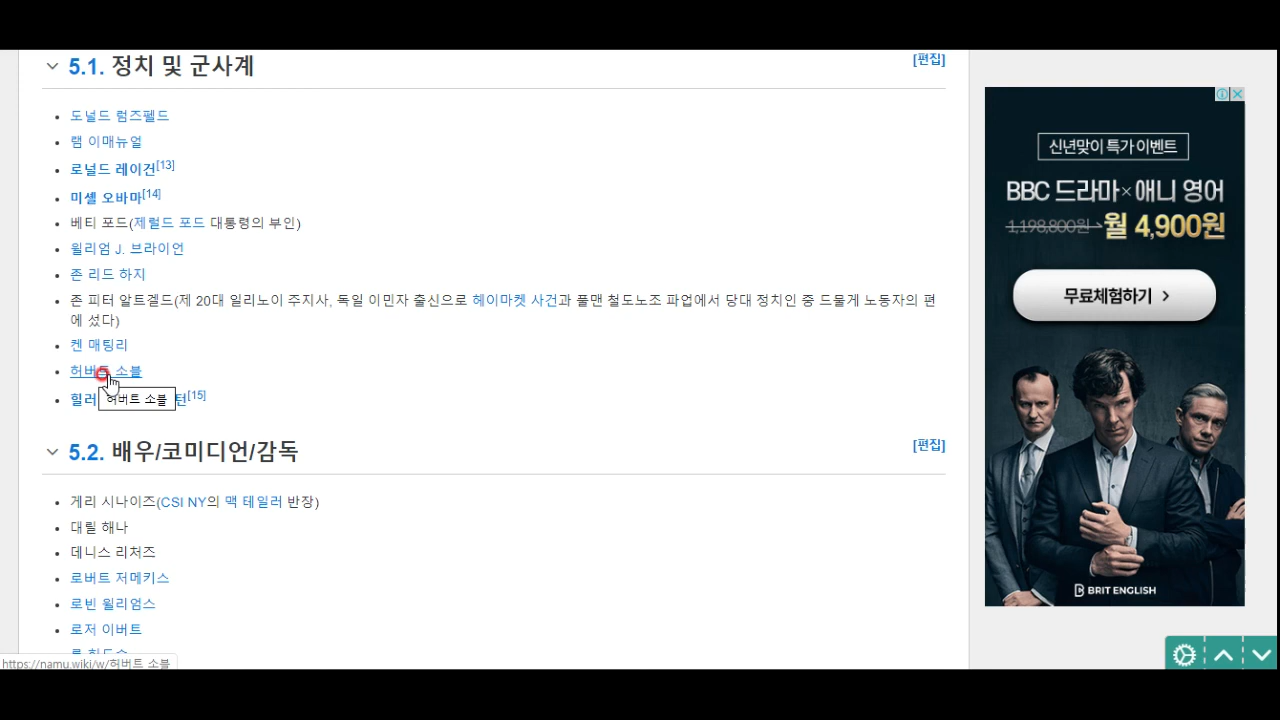 5.1. 정치 및 군사계
[편집]
도널드 럼즈펠드
램 이매뉴얼
로널드 레이건[13]
미셸 오바마[14]
베티 포드(제럴드 포드 대통령의 부인)
윌리엄 J. 브라이언
존 리드 하지
존 피터 알트겔드(제 20대 일리노이 주지사, 독일 이민자 출신으로 헤이마켓 사건과 풀맨 철도노조 파업에서 당대 정치인 중 드물게 노동자의 편
에 섰다)
켄 매팅리
허버트 소블
허버트 소블
힐러 턴[15]
5.2. 배우/코미디언/감독
[편집]
게리 시나이즈(CSI NY의 맥 테일러 반장)
대릴 해나
데니스 리처즈
로버트 저메키스
로빈 윌리엄스
로저 이버트
https://namu.wiki/w/허버트 소블
신년맞이 특가 이벤트
BBC 드라마×애니 영어
1,198,800원→월 4,900원
무료체험하기 >
BRIT ENGLISH